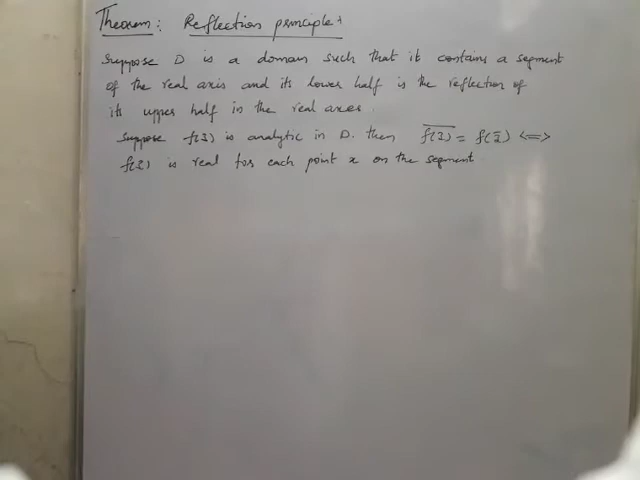 Theorem: Reflection principle:
Suppose D is a domain such that it contains a segment
of the real axis and its lower half is the reflection of
its upper half in the real axes.
Suppose f(z) is analytic in D. then \overline{f(z)} = f(\bar{z}) <=>
f(x) is real for each point x on the segment